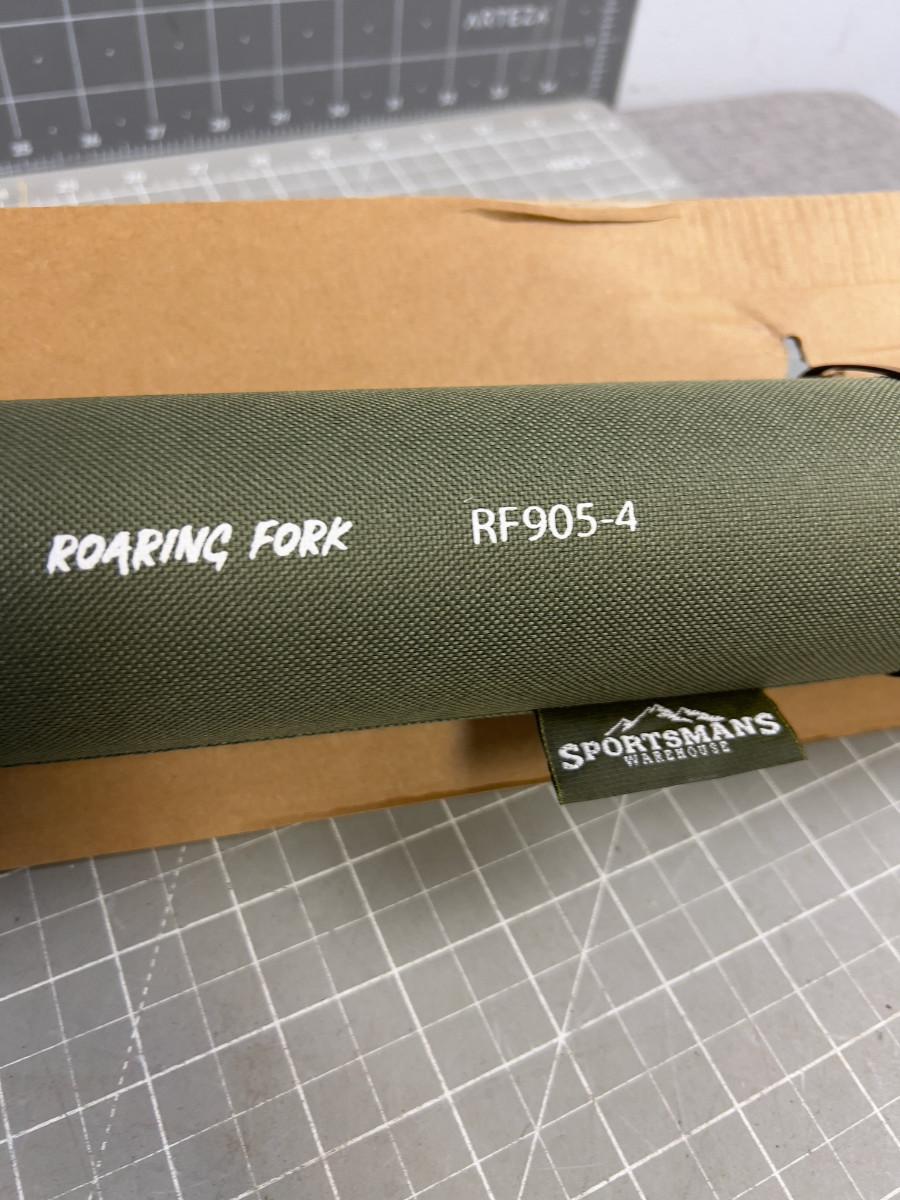 ARTEZA
ROARING FORK
RF905-4
SPORTSMANS
WAREHOUSE